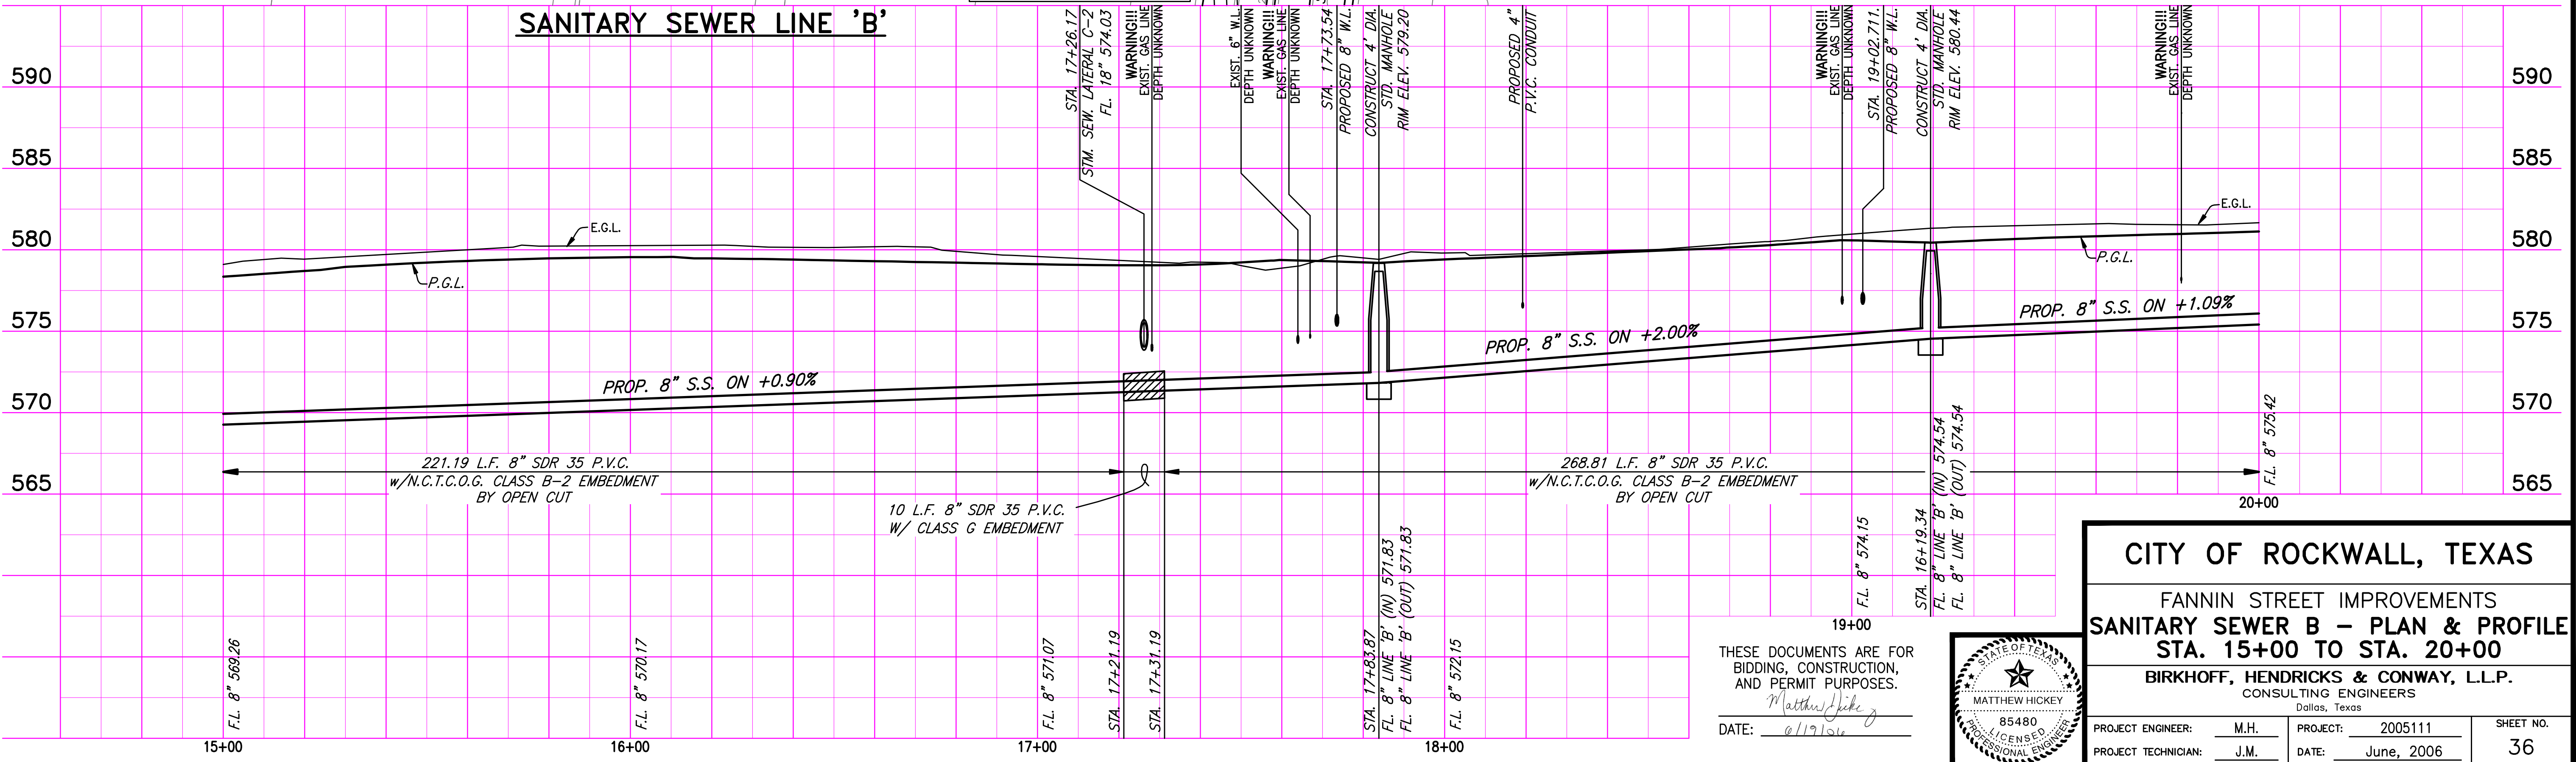 SANITARY SEWER LINE 'B'
590
585
580
575
570
565
STA. 17+26.17
STM. SEW. LATERAL C-2
FL. 18" 574.03
WARNING!!!
EXIST. GAS LINE
DEPTH UNKNOWN
EXIST. 6" W.L.
DEPTH UNKNOWN
WARNING!!!
EXIST. GAS LINE
DEPTH UNKNOWN
STA. 17+73.54
PROPOSED 8" W.L.
CONSTRUCT 4' DIA.
STD. MANHOLE
RIM ELEV. 579.20
PROPOSED 4"
P.V.C. CONDUIT
WARNING!!!
EXIST. GAS LINE
DEPTH UNKNOWN
STA. 19+02.711.
PROPOSED 8" W.L.
CONSTRUCT 4' DIA.
STD. MANHOLE
RIM ELEV. 580.44
WARNING!!!
EXIST. GAS LINE
DEPTH UNKNOWN
590
585
580
575
570
565
E.G.L.
P.G.L.
E.G.L.
P.G.L.
PROP. 8" S.S. ON +0.90%
PROP. 8" S.S. ON +2.00%
PROP. 8" S.S. ON +1.09%
221.19 L.F. 8" SDR 35 P.V.C.
w/N.C.T.C.O.G. CLASS B-2 EMBEDMENT
BY OPEN CUT
10 L.F. 8" SDR 35 P.V.C.
W/ CLASS G EMBEDMENT
268.81 L.F. 8" SDR 35 P.V.C.
w/N.C.T.C.O.G. CLASS B-2 EMBEDMENT
BY OPEN CUT
F.L. 8" 569.26
F.L. 8" 570.17
F.L. 8" 571.07
STA. 17+21.19
STA. 17+31.19
STA. 17+83.87
FL. 8" LINE 'B' (IN) 571.83
FL. 8" LINE 'B' (OUT) 571.83
F.L. 8" 572.15
F.L. 8" 574.15
STA. 16+19.34
FL. 8" LINE 'B' (IN) 574.54
FL. 8" LINE 'B' (OUT) 574.54
F.L. 8" 575.42
15+00
16+00
17+00
18+00
19+00
20+00
THESE DOCUMENTS ARE FOR
BIDDING, CONSTRUCTION,
AND PERMIT PURPOSES.
Matthew Hickey
DATE: 6/19/06
STATE OF TEXAS
MATTHEW HICKEY
85480
LICENSED
PROFESSIONAL ENGINEER
CITY OF ROCKWALL, TEXAS
FANNIN STREET IMPROVEMENTS
SANITARY SEWER B - PLAN & PROFILE
STA. 15+00 TO STA. 20+00
BIRKHOFF, HENDRICKS & CONWAY, L.L.P.
CONSULTING ENGINEERS
Dallas, Texas
PROJECT ENGINEER: M.H.
PROJECT: 2005111
SHEET NO.
36
PROJECT TECHNICIAN: J.M.
DATE: June, 2006